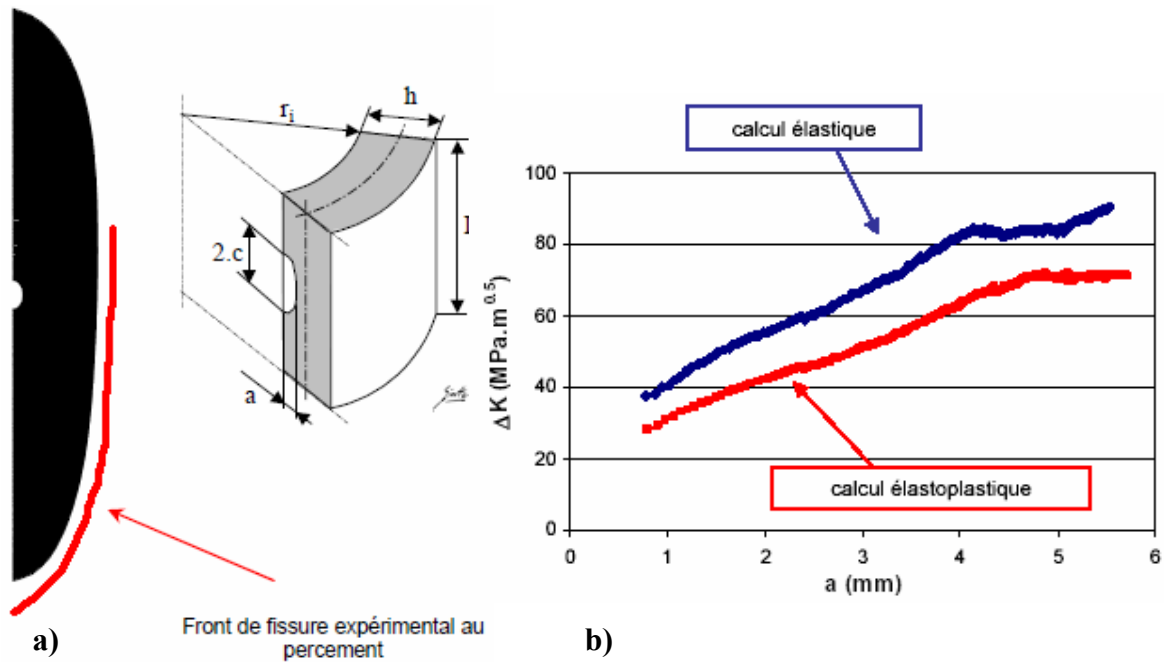 r_i
h
2.c
a
Front de fissure expérimental au
percement
a)
calcul élastique
calcul élastoplastique
ΔK (MPa.m^0.5)
100
80
60
40
20
0
0 1 2 3 4 5 6
a (mm)
b)